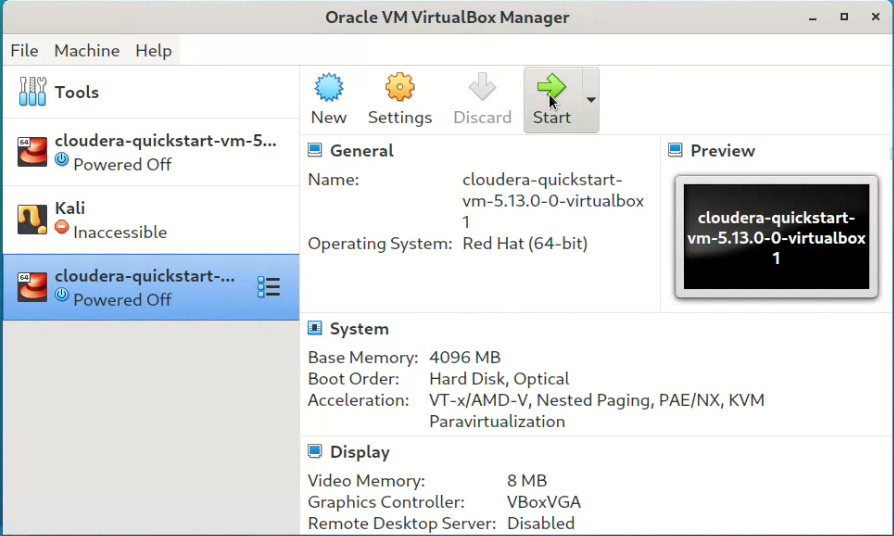 Oracle VM VirtualBox Manager
File Machine Help
Tools
New
Settings
Discard
Start
64
cloudera-quickstart-vm-5...
Powered Off
Kali
Inaccessible
64
cloudera-quickstart-...
Powered Off
General
Name: cloudera-quickstart-
vm-5.13.0-0-virtualbox
1
Operating System: Red Hat (64-bit)
Preview
cloudera-quickstart-
vm-5.13.0-0-virtualbox
1
System
Base Memory: 4096 MB
Boot Order: Hard Disk, Optical
Acceleration: VT-x/AMD-V, Nested Paging, PAE/NX, KVM
Paravirtualization
Display
Video Memory: 8 MB
Graphics Controller: VBoxVGA
Remote Desktop Server: Disabled